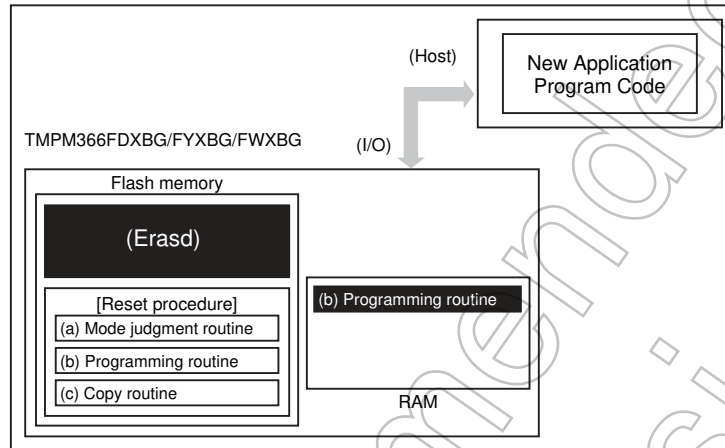 (Host)
New Application
Program Code
TMPM366FDXBG/FYXBG/FWXBG
(I/O)
Flash memory
(Erasd)
[Reset procedure]
(a) Mode judgment routine
(b) Programming routine
(c) Copy routine
(b) Programming routine
RAM